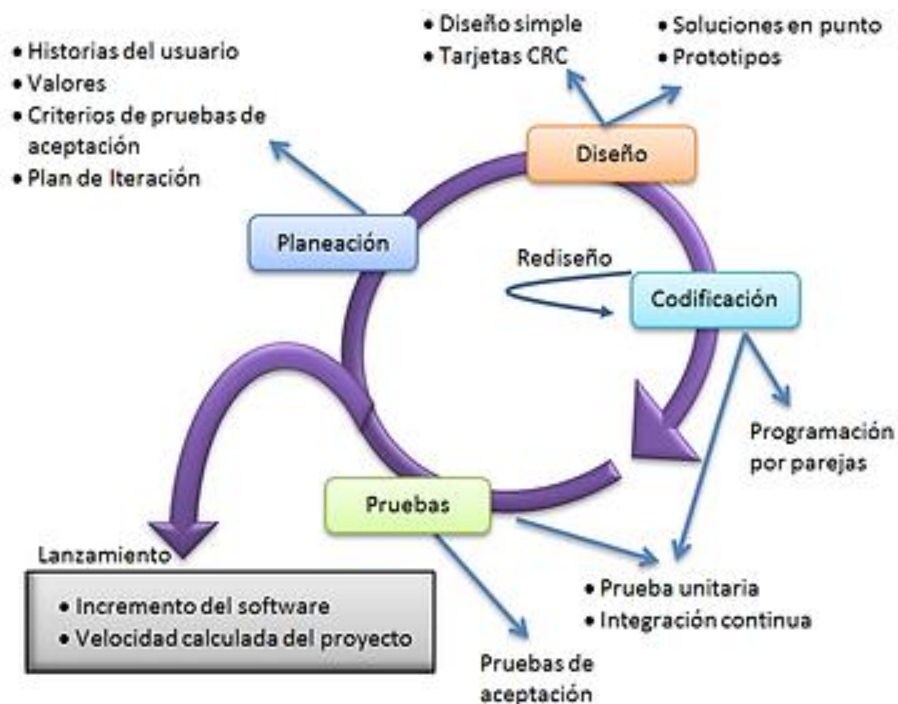 • Diseño simple
• Tarjetas CRC
• Soluciones en punto
• Prototipos
• Historias del usuario
• Valores
• Criterios de pruebas de
aceptación
• Plan de Iteración
Diseño
Planeación
Rediseño
Codificación
Programación
por parejas
Pruebas
Lanzamiento
• Incremento del software
• Velocidad calculada del proyecto
• Prueba unitaria
• Integración continua
Pruebas de
aceptación